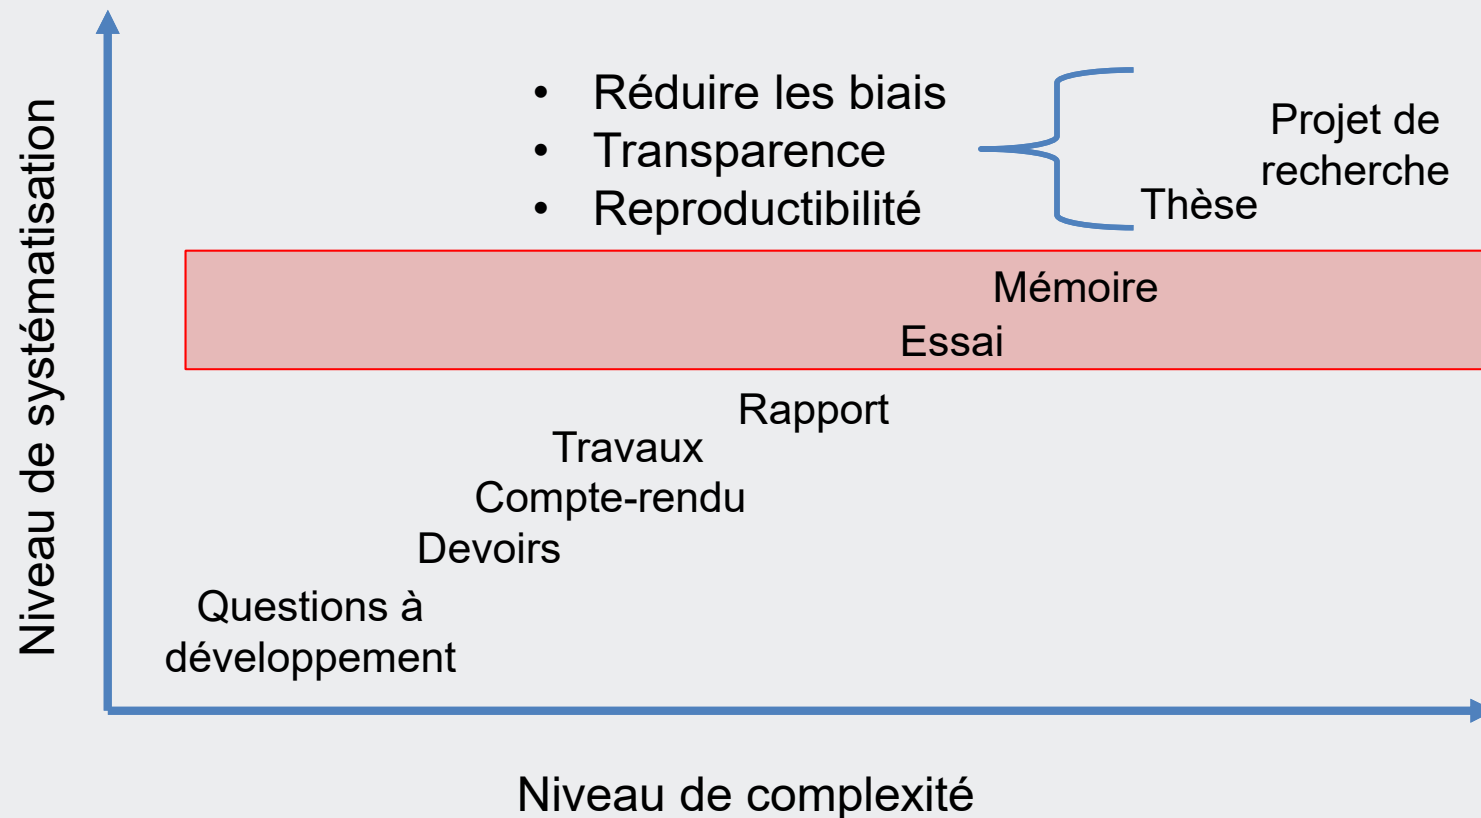 Niveau de systématisation
• Réduire les biais
• Transparence
• Reproductibilité
Projet de
recherche
Thèse
Mémoire
Essai
Rapport
Travaux
Compte-rendu
Devoirs
Questions à
développement
Niveau de complexité